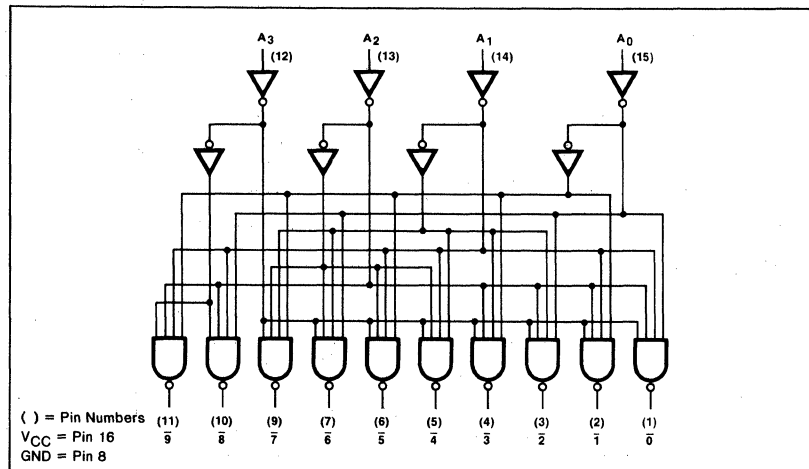 A3 A2 A1 A0
(12) (13) (14) (15)
( ) = Pin Numbers
VCC = Pin 16
GND = Pin 8
(11) (10) (9) (7) (6) (5) (4) (3) (2) (1)
9̅ 8̅ 7̅ 6̅ 5̅ 4̅ 3̅ 2̅ 1̅ 0̅